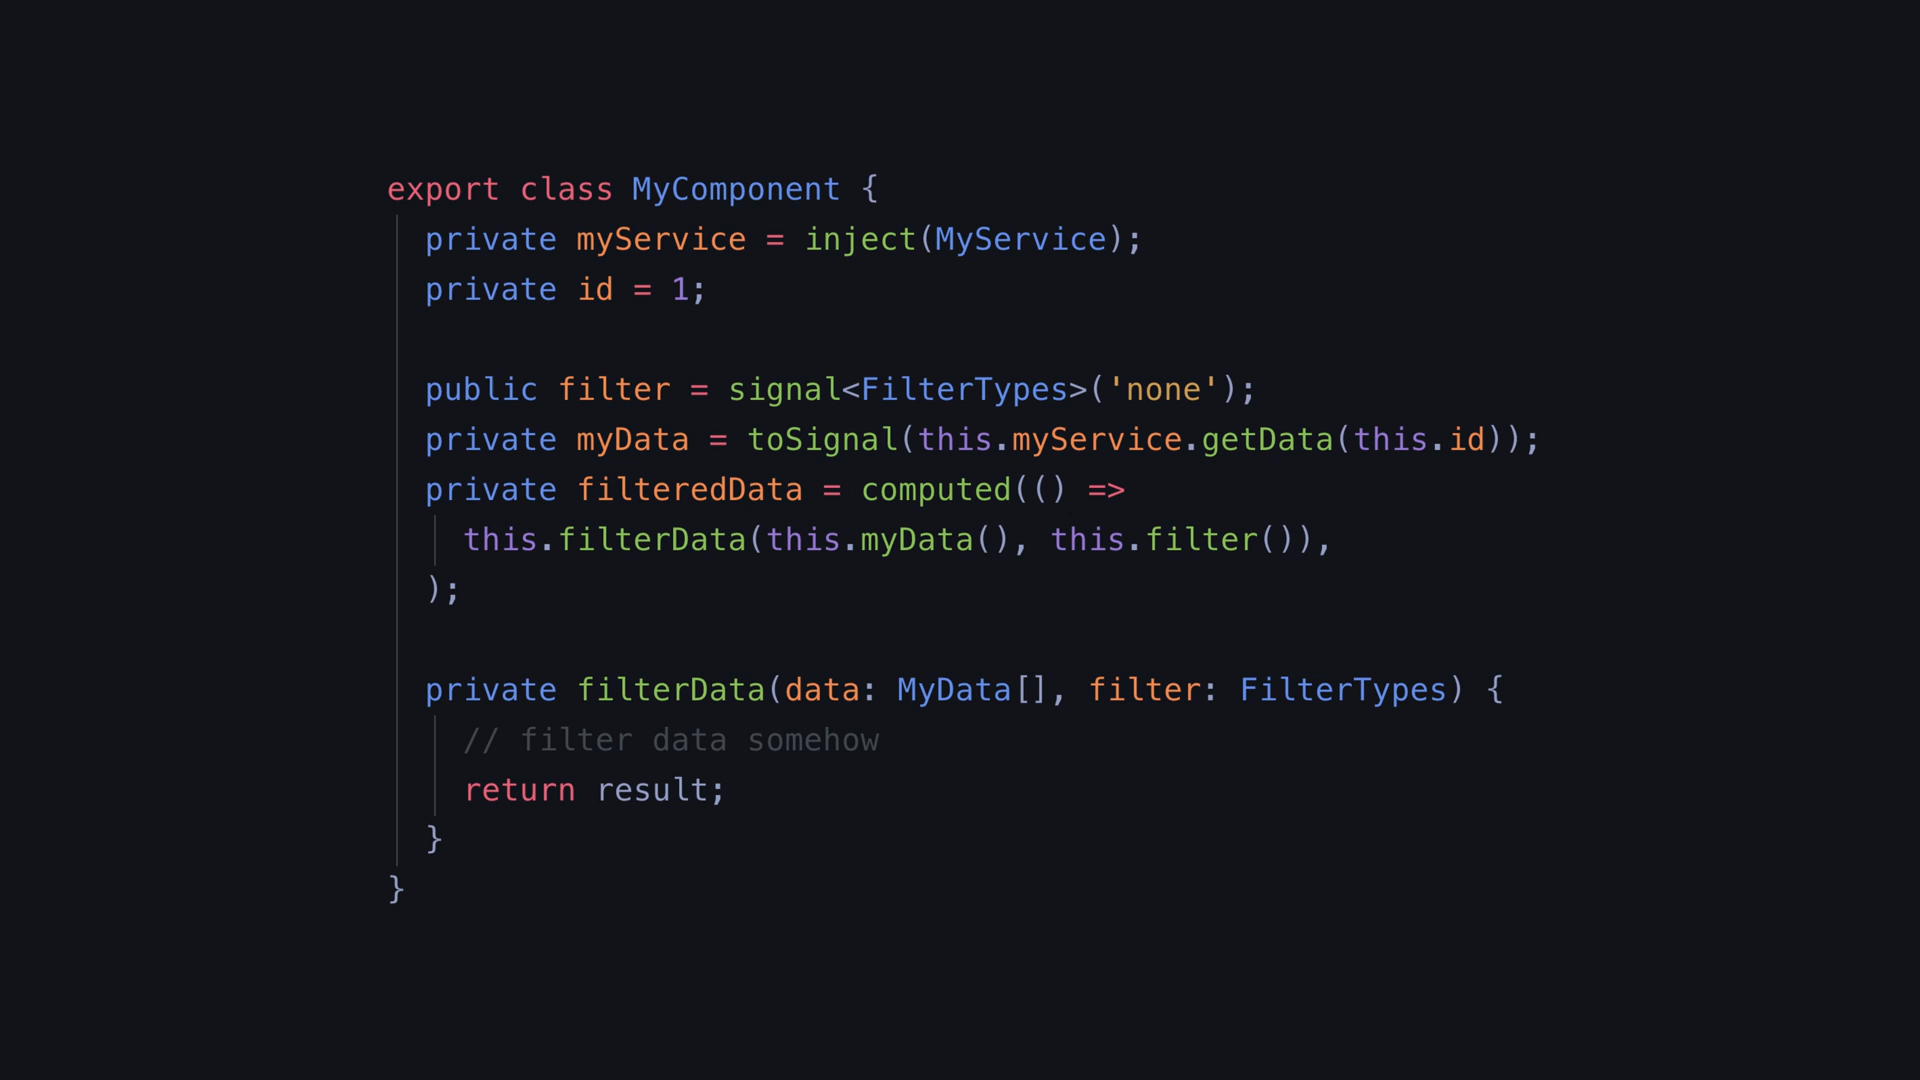 export class MyComponent {
  private myService = inject(MyService);
  private id = 1;

  public filter = signal<FilterTypes>('none');
  private myData = toSignal(this.myService.getData(this.id));
  private filteredData = computed(() =>
    this.filterData(this.myData(), this.filter()),
  );

  private filterData(data: MyData[], filter: FilterTypes) {
    // filter data somehow
    return result;
  }
}